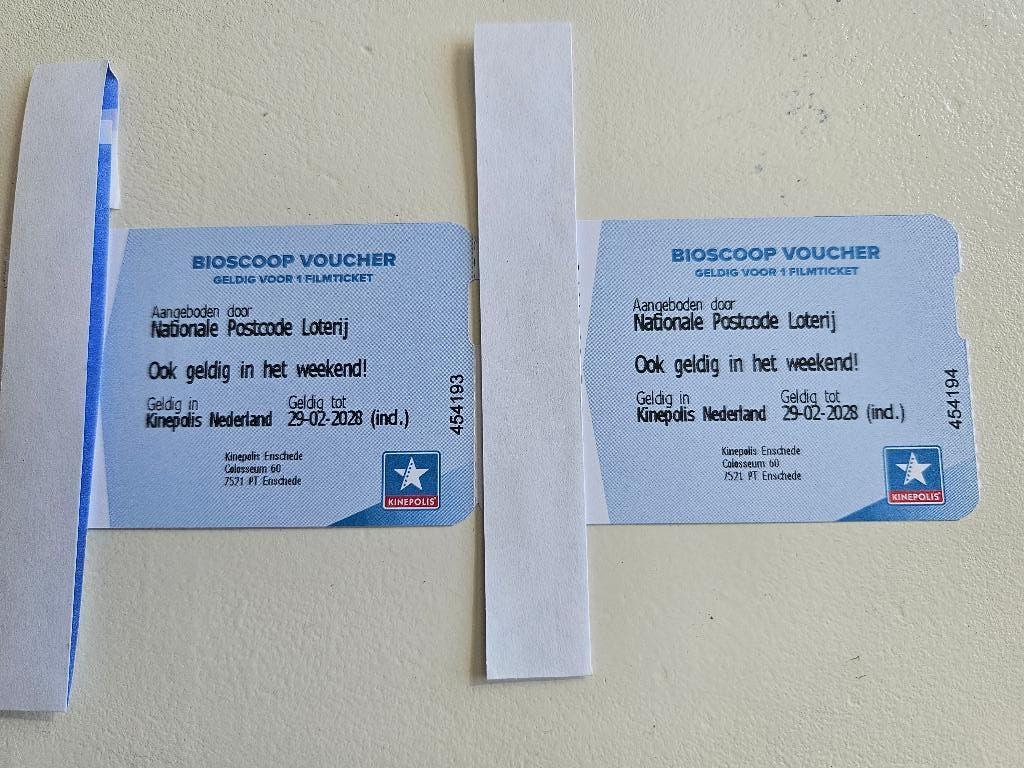 BIOSCOOP VOUCHER
GELDIG VOOR 1 FILMTICKET
Aangeboden door
Nationale Postcode Loterij
Ook geldig in het weekend!
Geldig in
Kinepolis Nederland
Geldig tot
29-02-2028 (incl.)
454193
Kinepolis Enschede
Colosseum 60
7521 PT Enschede
KINEPOLIS
BIOSCOOP VOUCHER
GELDIG VOOR 1 FILMTICKET
Aangeboden door
Nationale Postcode Loterij
Ook geldig in het weekend!
Geldig in
Kinepolis Nederland
Geldig tot
29-02-2028 (incl.)
454194
Kinepolis Enschede
Colosseum 60
7521 PT Enschede
KINEPOLIS